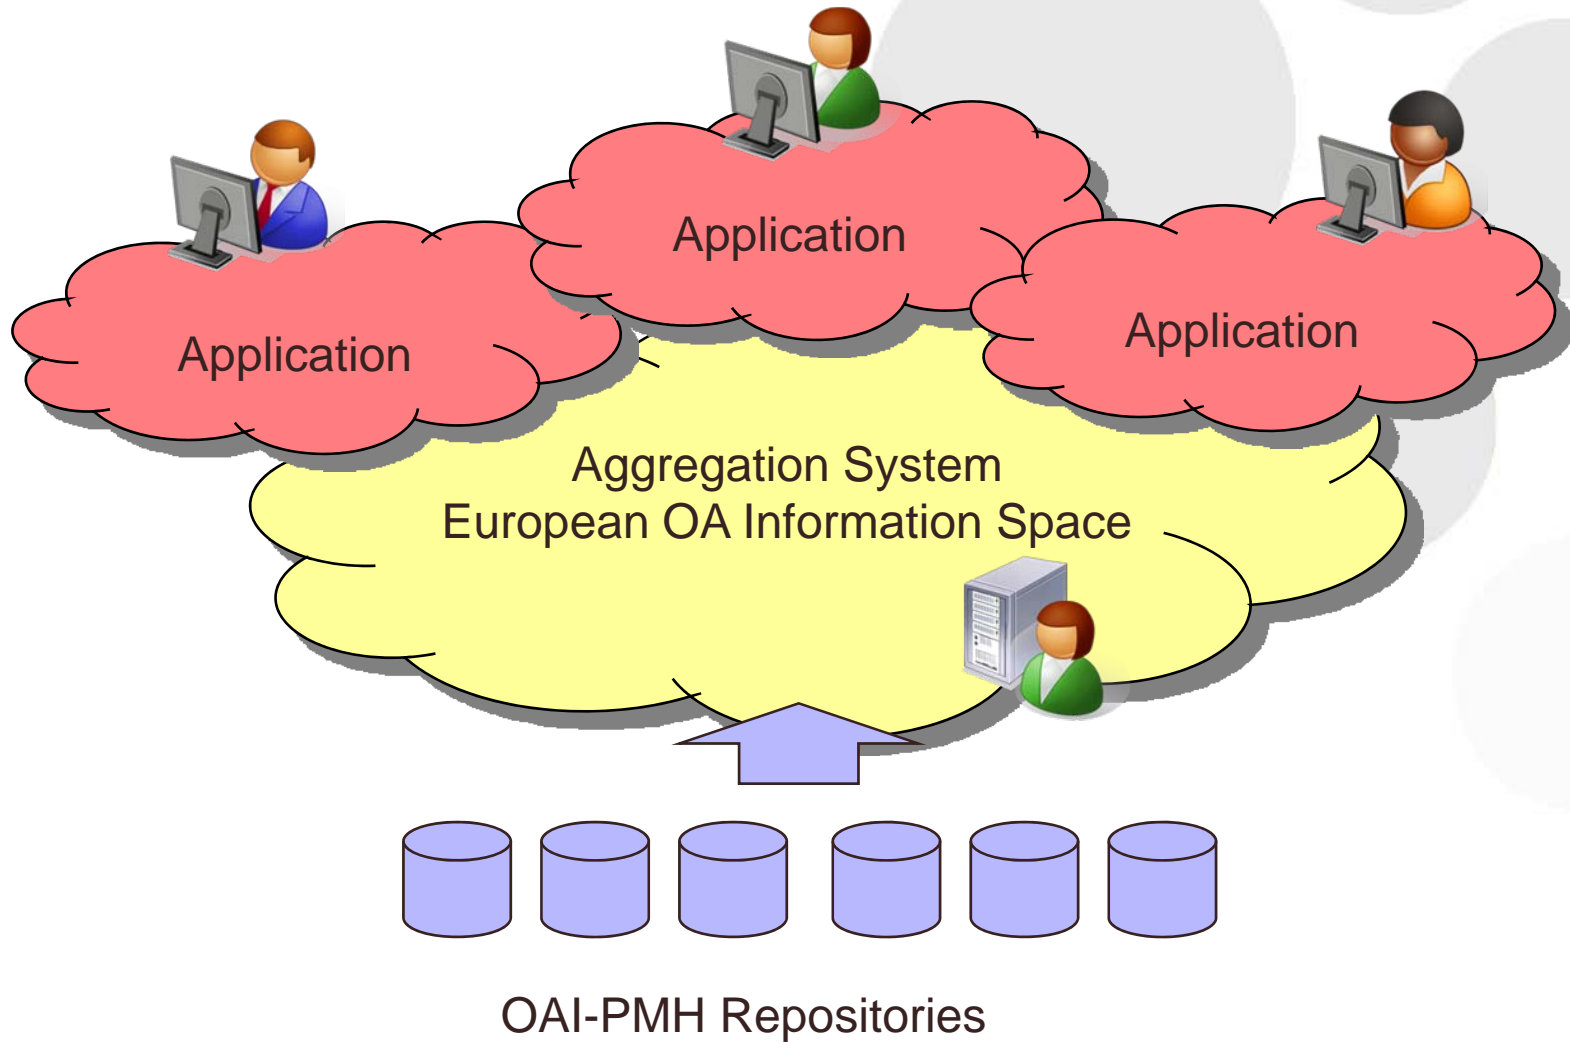 Application
Application
Application
Aggregation System
European OA Information Space
OAI-PMH Repositories